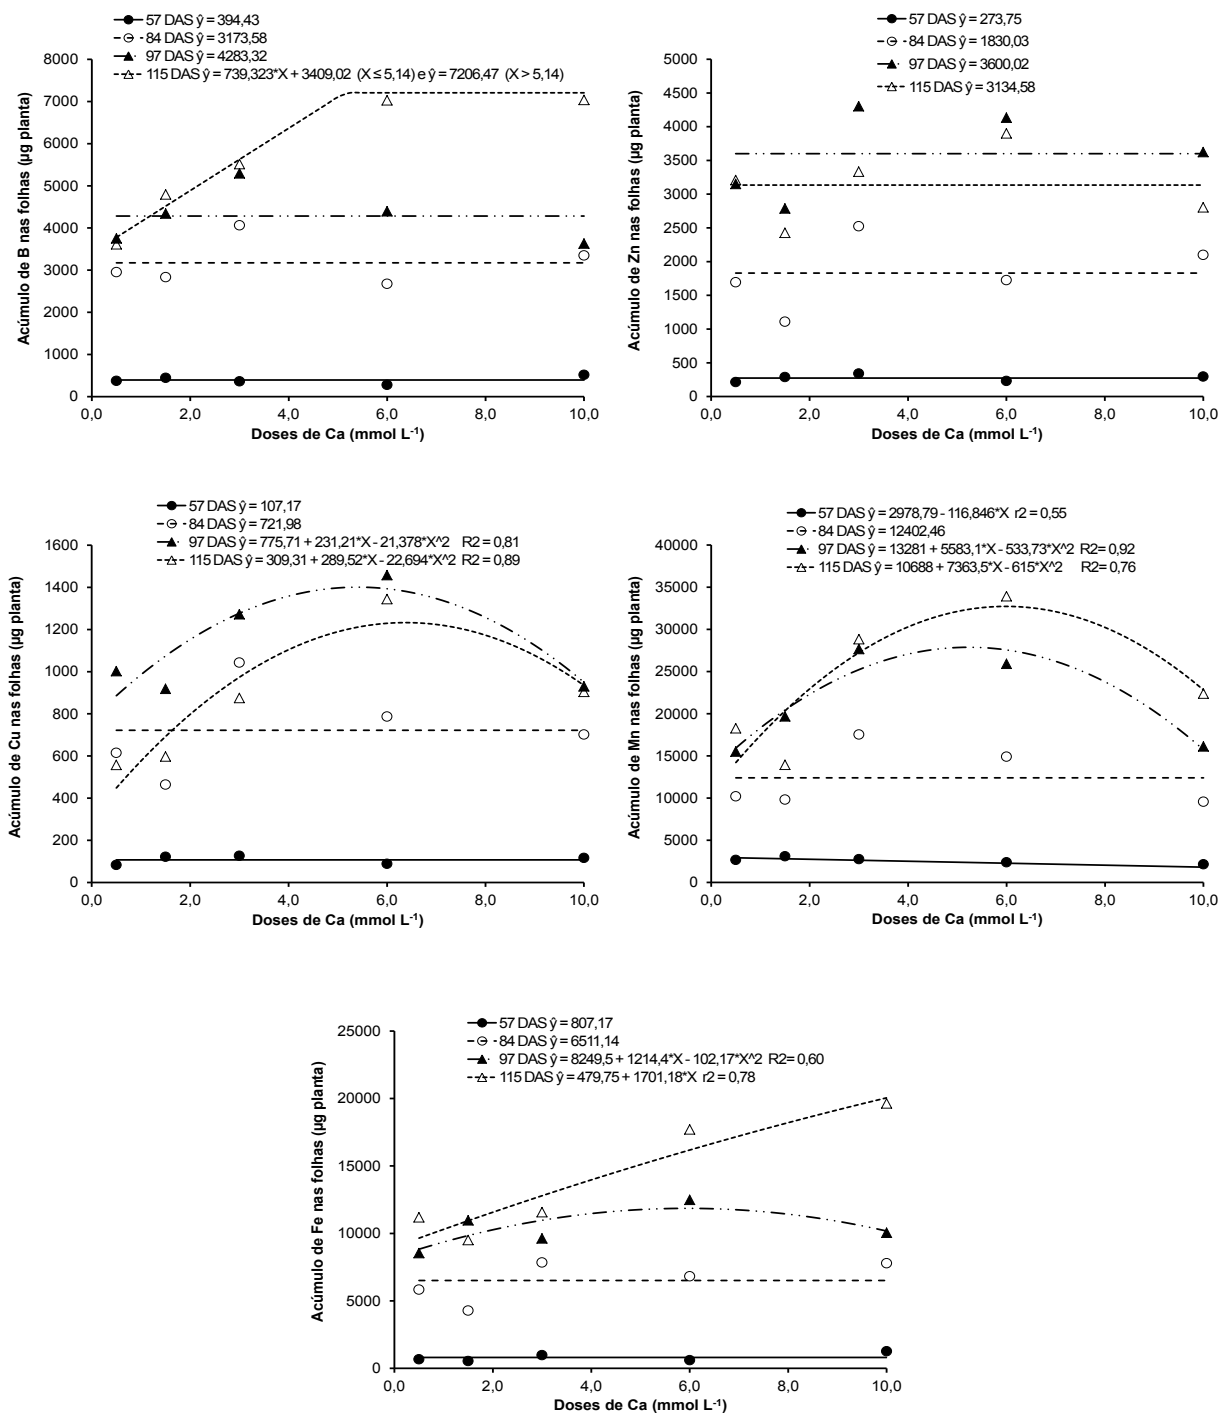 57 DAS ŷ = 394,43
84 DAS ŷ = 3173,58
97 DAS ŷ = 4283,32
115 DAS ŷ = 739,323*X + 3409,02 (X ≤ 5,14) e ŷ = 7206,47 (X > 5,14)
8000
7000
6000
5000
4000
3000
2000
1000
0
Acúmulo de B nas folhas (µg planta)
0,0 2,0 4,0 6,0 8,0 10,0
Doses de Ca (mmol L-1)
57 DAS ŷ = 273,75
84 DAS ŷ = 1830,03
97 DAS ŷ = 3600,02
115 DAS ŷ = 3134,58
5000
4500
4000
3500
3000
2500
2000
1500
1000
500
0
Acúmulo de Zn nas folhas (µg planta)
0,0 2,0 4,0 6,0 8,0 10,0
Doses de Ca (mmol L-1)
57 DAS ŷ = 107,17
84 DAS ŷ = 721,98
97 DAS ŷ = 775,71 + 231,21*X - 21,378*X^2 R2 = 0,81
115 DAS ŷ = 309,31 + 289,52*X - 22,694*X^2 R2 = 0,89
1600
1400
1200
1000
800
600
400
200
0
Acúmulo de Cu nas folhas (µg planta)
0,0 2,0 4,0 6,0 8,0 10,0
Doses de Ca (mmol L-1)
57 DAS ŷ = 2978,79 - 116,846*X r2 = 0,55
84 DAS ŷ = 12402,46
97 DAS ŷ = 13281 + 5583,1*X - 533,73*X^2 R2= 0,92
115 DAS ŷ = 10688 + 7363,5*X - 615*X^2 R2= 0,76
40000
35000
30000
25000
20000
15000
10000
5000
0
Acúmulo de Mn nas folhas (µg planta)
0,0 2,0 4,0 6,0 8,0 10,0
Doses de Ca (mmol L-1)
57 DAS ŷ = 807,17
84 DAS ŷ = 6511,14
97 DAS ŷ = 8249,5 + 1214,4*X - 102,17*X^2 R2= 0,60
115 DAS ŷ = 479,75 + 1701,18*X r2 = 0,78
25000
20000
15000
10000
5000
0
Acúmulo de Fe nas folhas (µg planta)
0,0 2,0 4,0 6,0 8,0 10,0
Doses de Ca (mmol L-1)